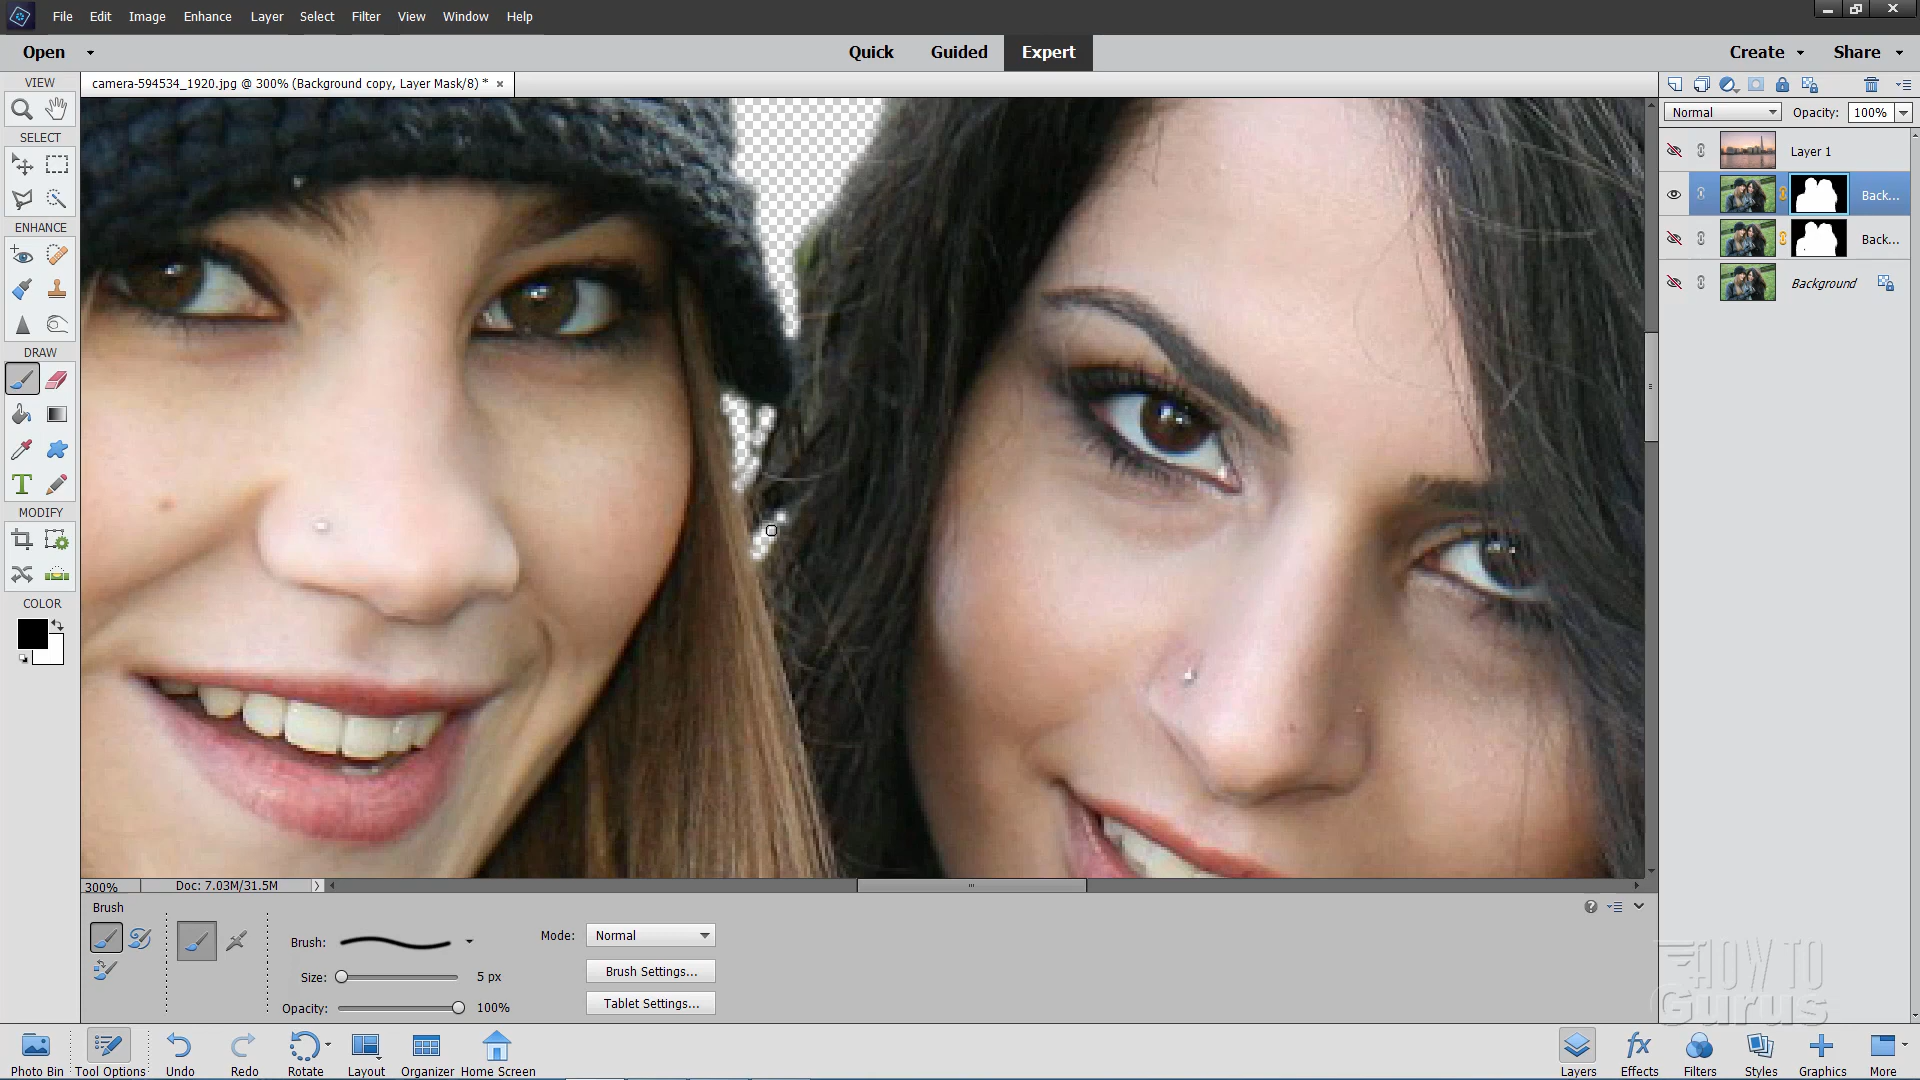 File Edit Image Enhance Layer Select Filter View Window Help
Open Quick Guided Expert Create Share
VIEW
camera-594534_1920.jpg @ 300% (Background copy, Layer Mask/8) * ×
Normal Opacity: 100%
SELECT
Layer 1
Back...
ENHANCE
Back...
Background
DRAW
T
MODIFY
COLOR
300% Doc: 7.03M/31.5M
Brush
Brush: Mode: Normal
Size: 5 px Brush Settings...
Opacity: 100% Tablet Settings...
HOW TO
Gurus
fx
Photo Bin Tool Options Undo Redo Rotate Layout Organizer Home Screen Layers Effects Filters Styles Graphics More